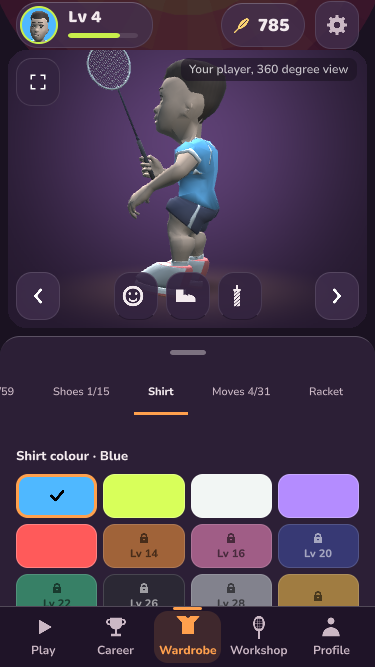 Lv 4
785
Your player, 360 degree view
/59
Shoes 1/15
Shirt
Moves 4/31
Racket
Shirt colour · Blue
Lv 14
Lv 16
Lv 20
Lv 22
Lv 26
Lv 28
Play
Career
Wardrobe
Workshop
Profile